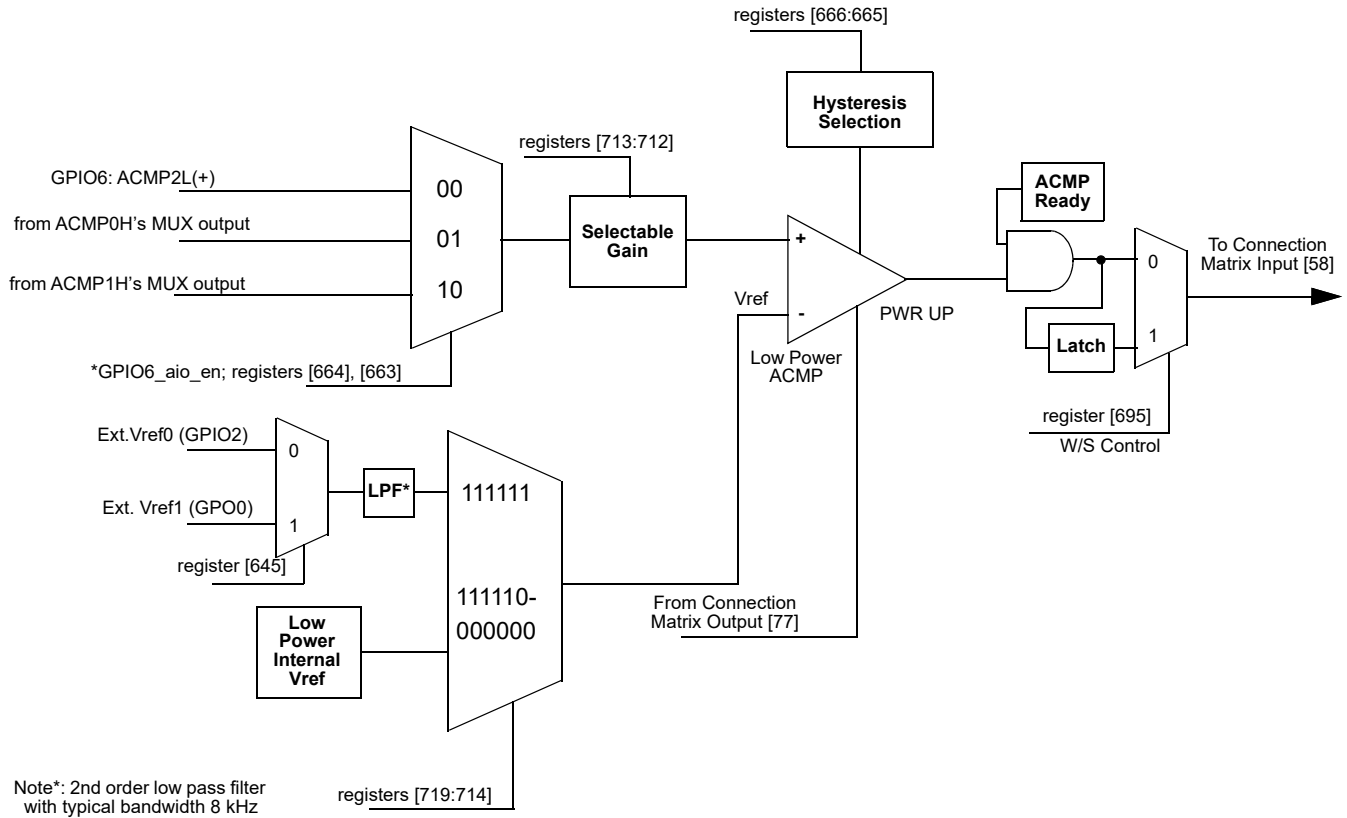 registers [666:665]
Hysteresis
Selection
registers [713:712]
GPIO6: ACMP2L(+)
from ACMP0H's MUX output
from ACMP1H's MUX output
00
01
10
Selectable
Gain
*GPIO6_aio_en; registers [664], [663]
+
-
Vref
Low Power
ACMP
PWR UP
ACMP
Ready
Latch
0
1
To Connection
Matrix Input [58]
register [695]
W/S Control
Ext.Vref0 (GPIO2)
Ext. Vref1 (GPO0)
0
1
register [645]
LPF*
111111
111110-
000000
Low
Power
Internal
Vref
From Connection
Matrix Output [77]
registers [719:714]
Note*: 2nd order low pass filter
with typical bandwidth 8 kHz